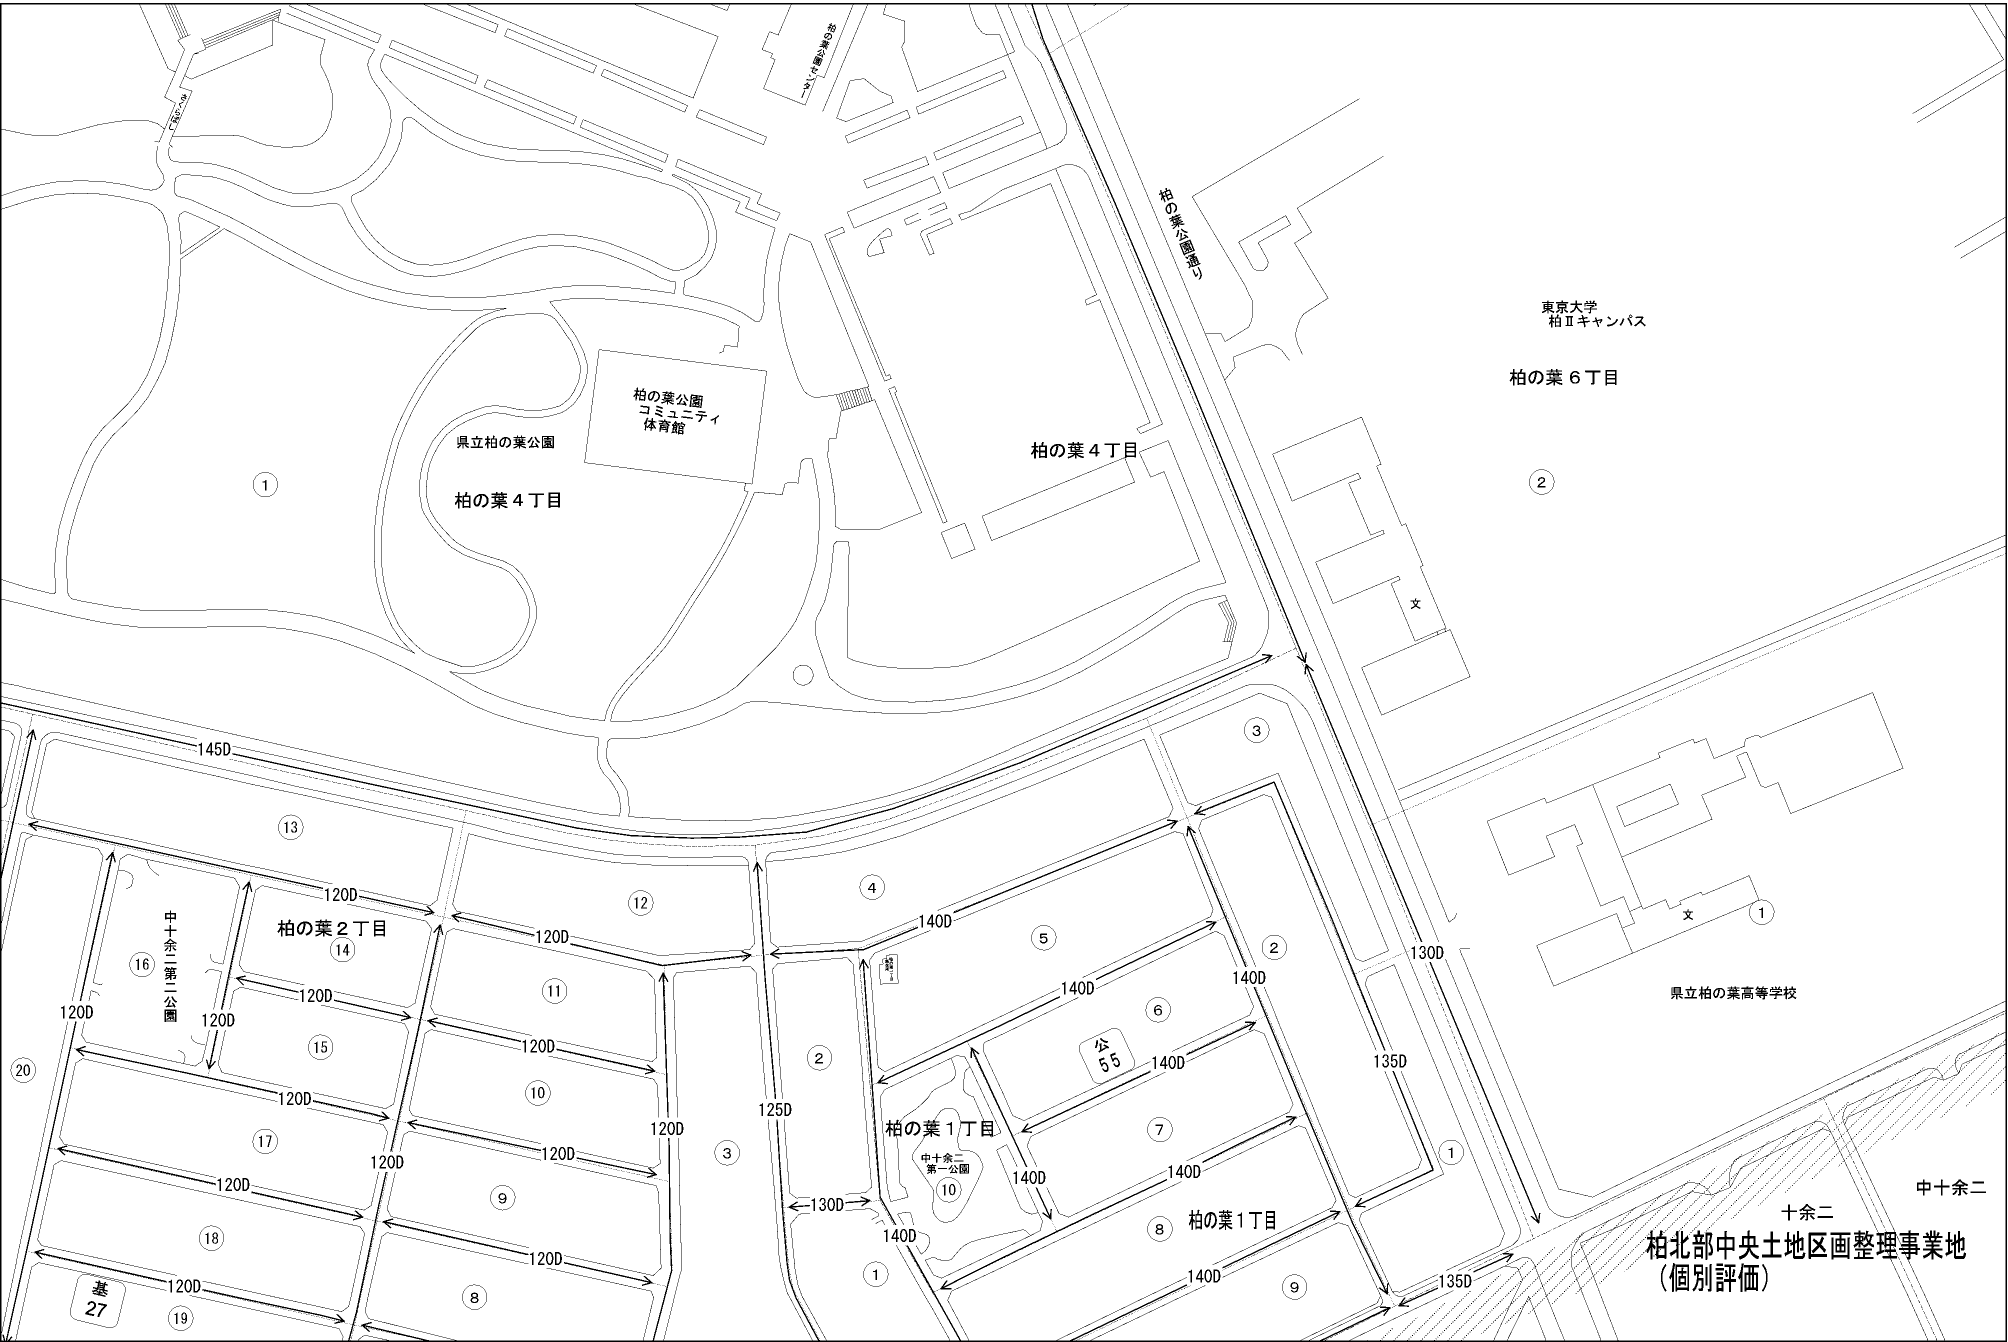 柏の葉公園センター
さくらばし
柏の葉公園通り
東京大学
柏Ⅱキャンパス
柏の葉６丁目
②
柏の葉公園
コミュニティ
体育館
県立柏の葉公園
柏の葉４丁目
①
柏の葉４丁目
文
③
145D
⑬
120D
⑫
120D
④
140D
⑤
140D
②
140D
130D
文
①
県立柏の葉高等学校
柏の葉２丁目
⑭
中十余二第二公園
⑯
120D
120D
120D
⑮
⑪
120D
⑩
②
⑥
公
55
140D
135D
⑳
120D
⑰
120D
120D
120D
125D
③
柏の葉１丁目
中十余二
第一公園
⑩
⑦
140D
140D
①
120D
⑨
130D
140D
⑧
柏の葉１丁目
中十余二
十余二
柏北部中央土地区画整理事業地
（個別評価）
⑱
120D
120D
基
27
⑲
⑧
①
140D
⑨
135D